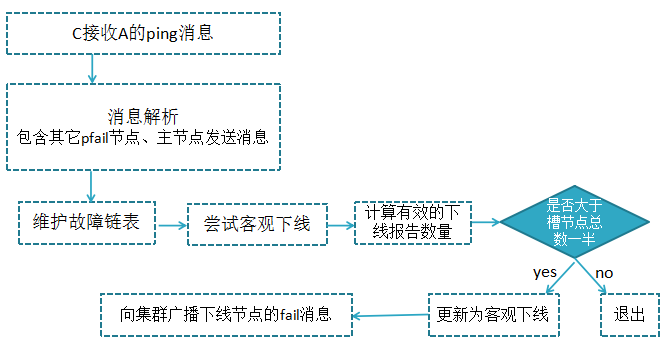 C接收A的ping消息
消息解析
包含其它pfail节点、主节点发送消息
维护故障链表
尝试客观下线
计算有效的下
线报告数量
是否大于
槽节点总
数一半
yes
no
向集群广播下线节点的fail消息
更新为客观下线
退出